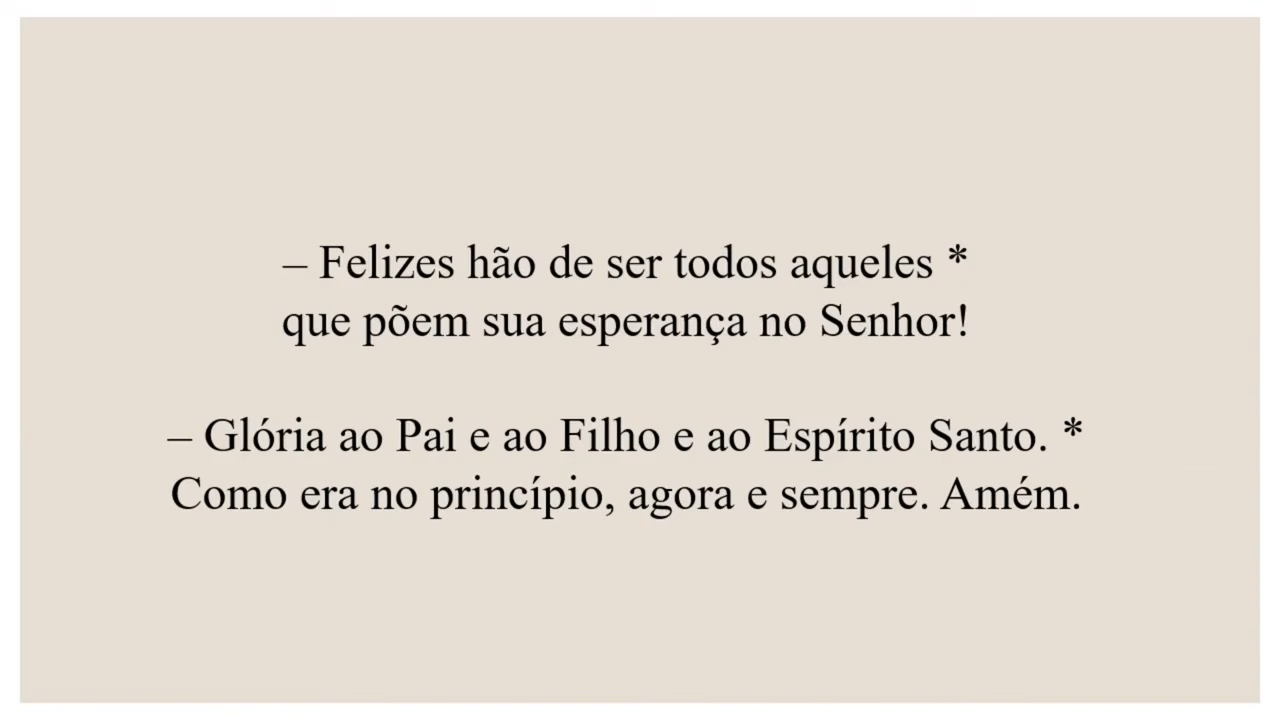 – Felizes hão de ser todos aqueles *
que põem sua esperança no Senhor!
– Glória ao Pai e ao Filho e ao Espírito Santo. *
Como era no princípio, agora e sempre. Amém.